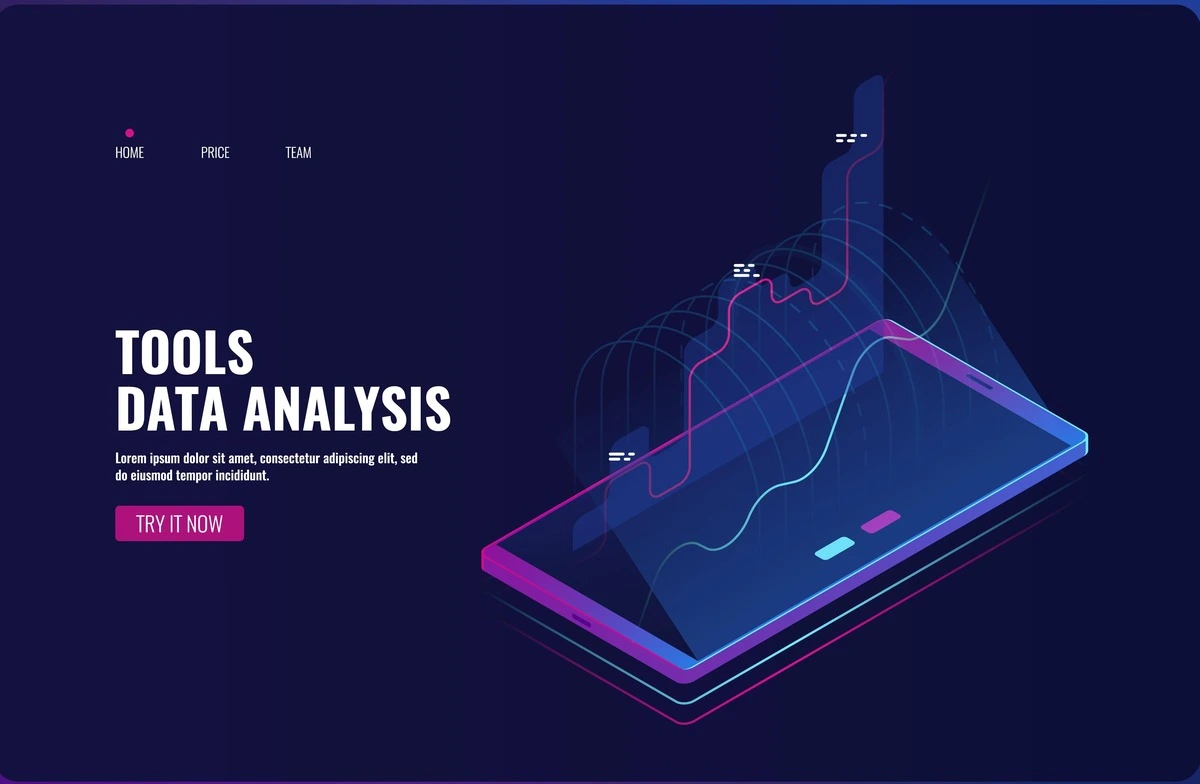 HOME PRICE TEAM
TOOLS
DATA ANALYSIS
Lorem ipsum dolor sit amet, consectetur adipiscing elit, sed
do eiusmod tempor incididunt.
TRY IT NOW